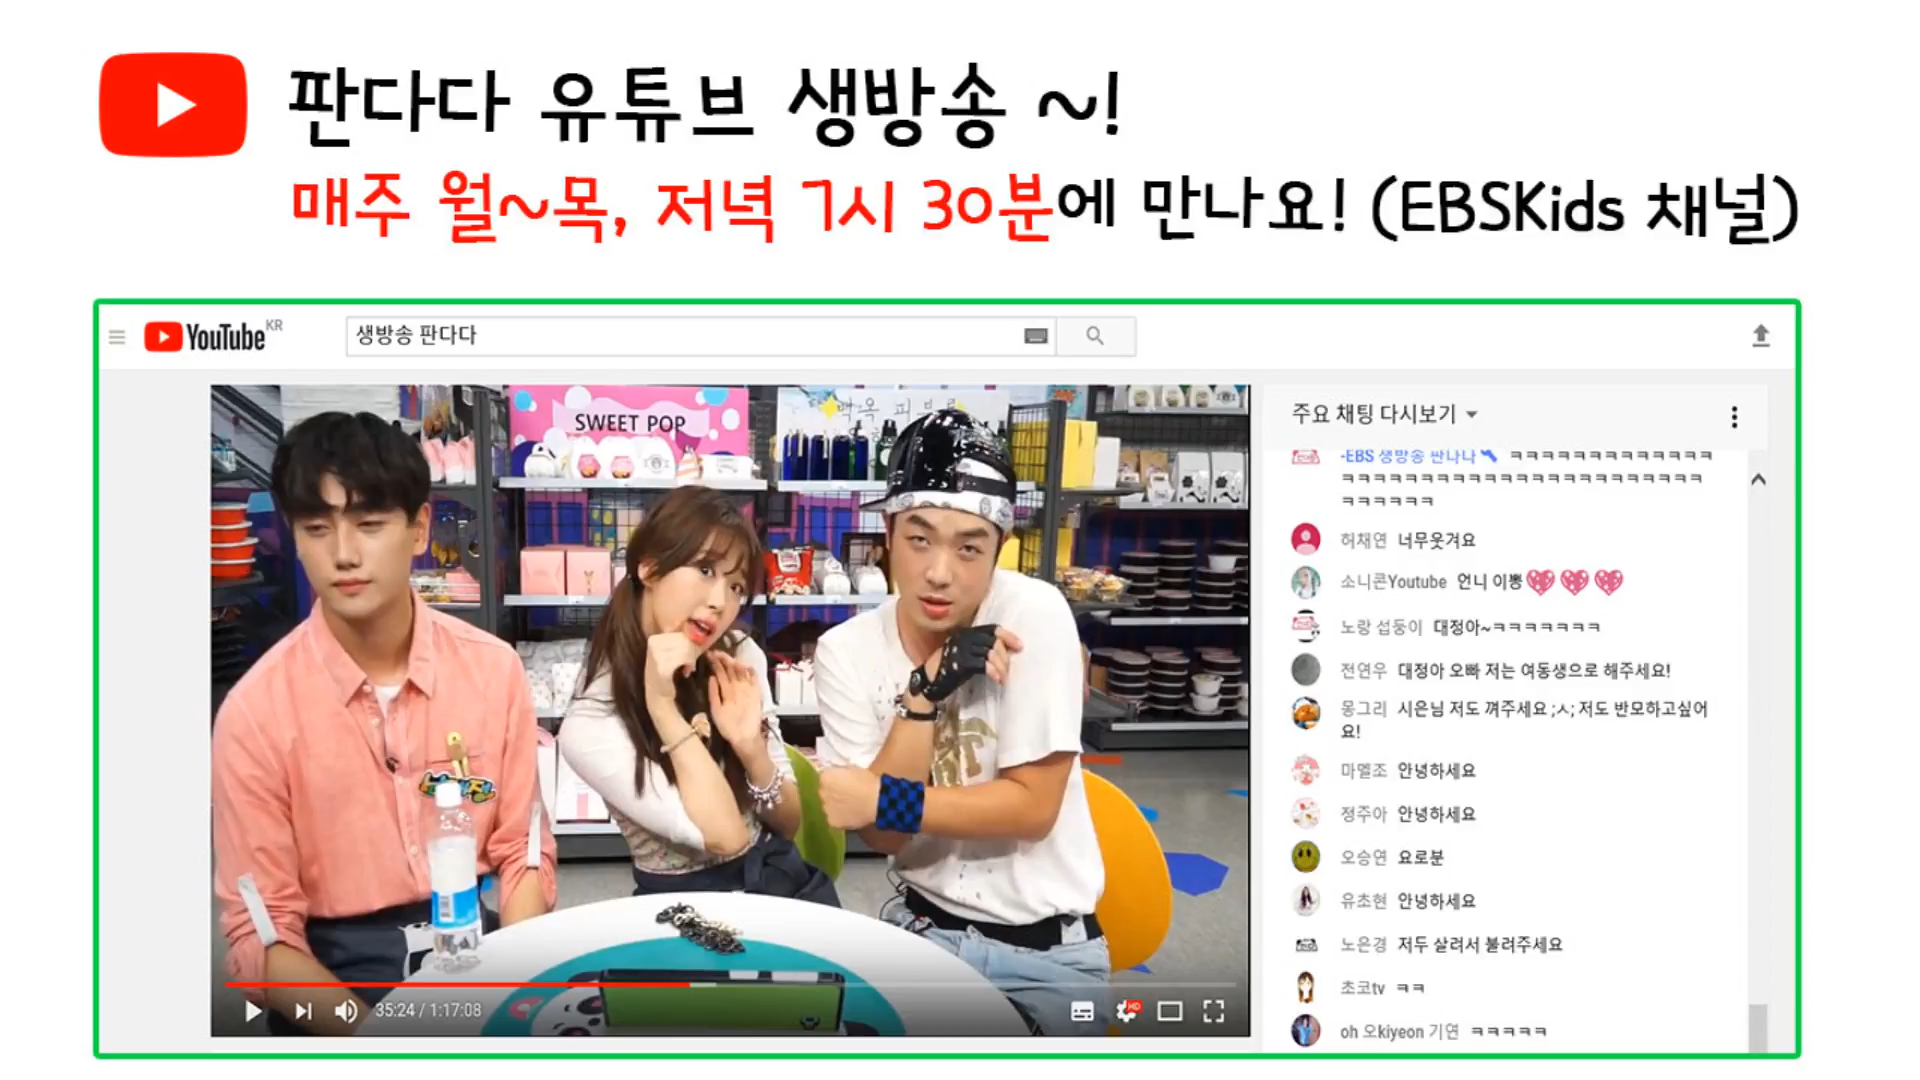 판다다 유튜브 생방송 ~!
매주 월~목, 저녁 7시 30분에 만나요! (EBSKids 채널)
YouTube KR
생방송 판다다
SWEET POP
주요 채팅 다시보기
-EBS 생방송 판다다 ㅋㅋㅋㅋㅋㅋㅋㅋㅋㅋㅋㅋㅋ
ㅋㅋㅋㅋㅋㅋㅋㅋㅋㅋㅋㅋㅋㅋㅋㅋㅋㅋㅋㅋㅋㅋㅋ
ㅋㅋㅋㅋㅋㅋ
허채연 너무웃겨요
소니콘Youtube 언니 이뽕
노랑 섭둥이 대정아~ㅋㅋㅋㅋㅋㅋㅋ
전연우 대정아 오빠 저는 여동생으로 해주세요!
몽그리 시은님 저도 껴주세요 ;ㅅ; 저도 반모하고싶어
요!
마멜조 안녕하세요
정주아 안녕하세요
오승연 요로분
유초현 안녕하세요
노은경 저두 살려서 불려주세요
초코tv ㅋㅋ
oh 오kiyeon 기연 ㅋㅋㅋㅋㅋ
35:24 / 1:17:08
HD